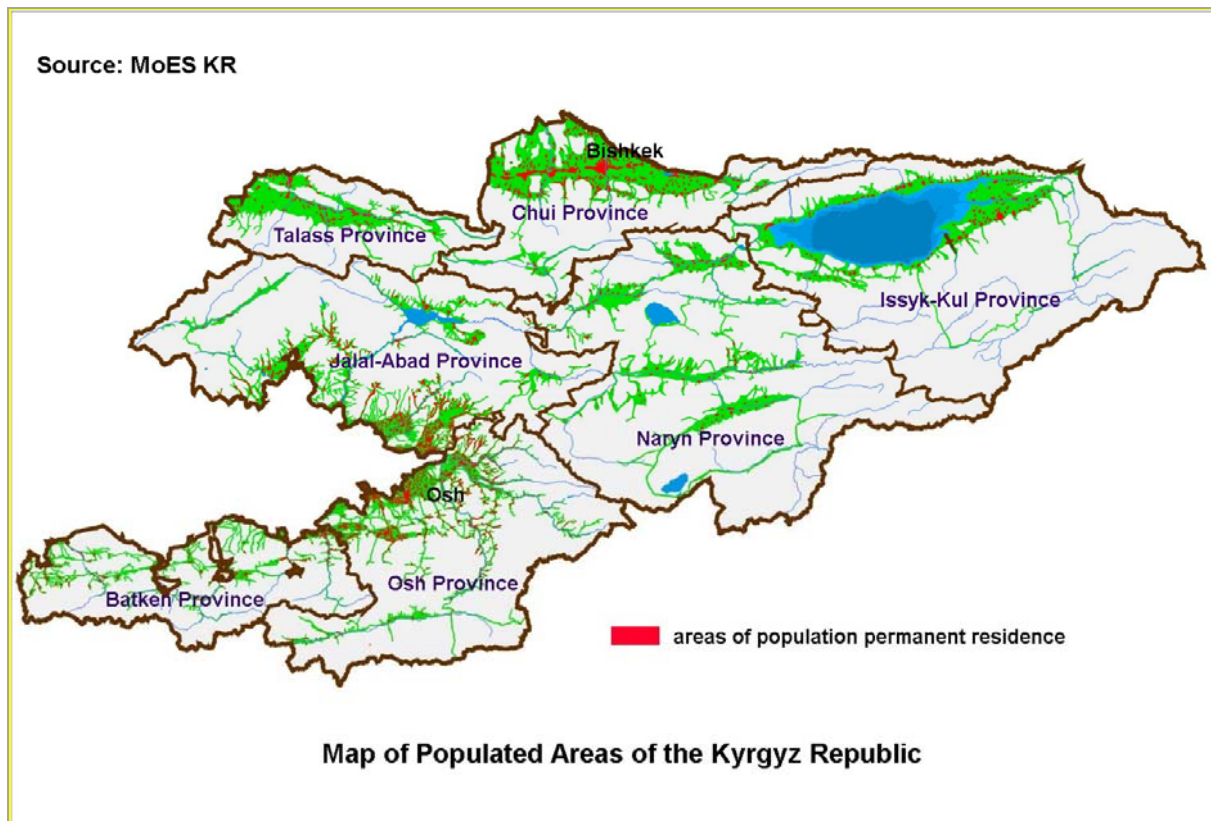 Source: MoES KR
Bishkek
Chui Province
Talass Province
Issyk-Kul Province
Jalal-Abad Province
Naryn Province
Osh
Osh Province
Batken Province
areas of population permanent residence
Map of Populated Areas of the Kyrgyz Republic